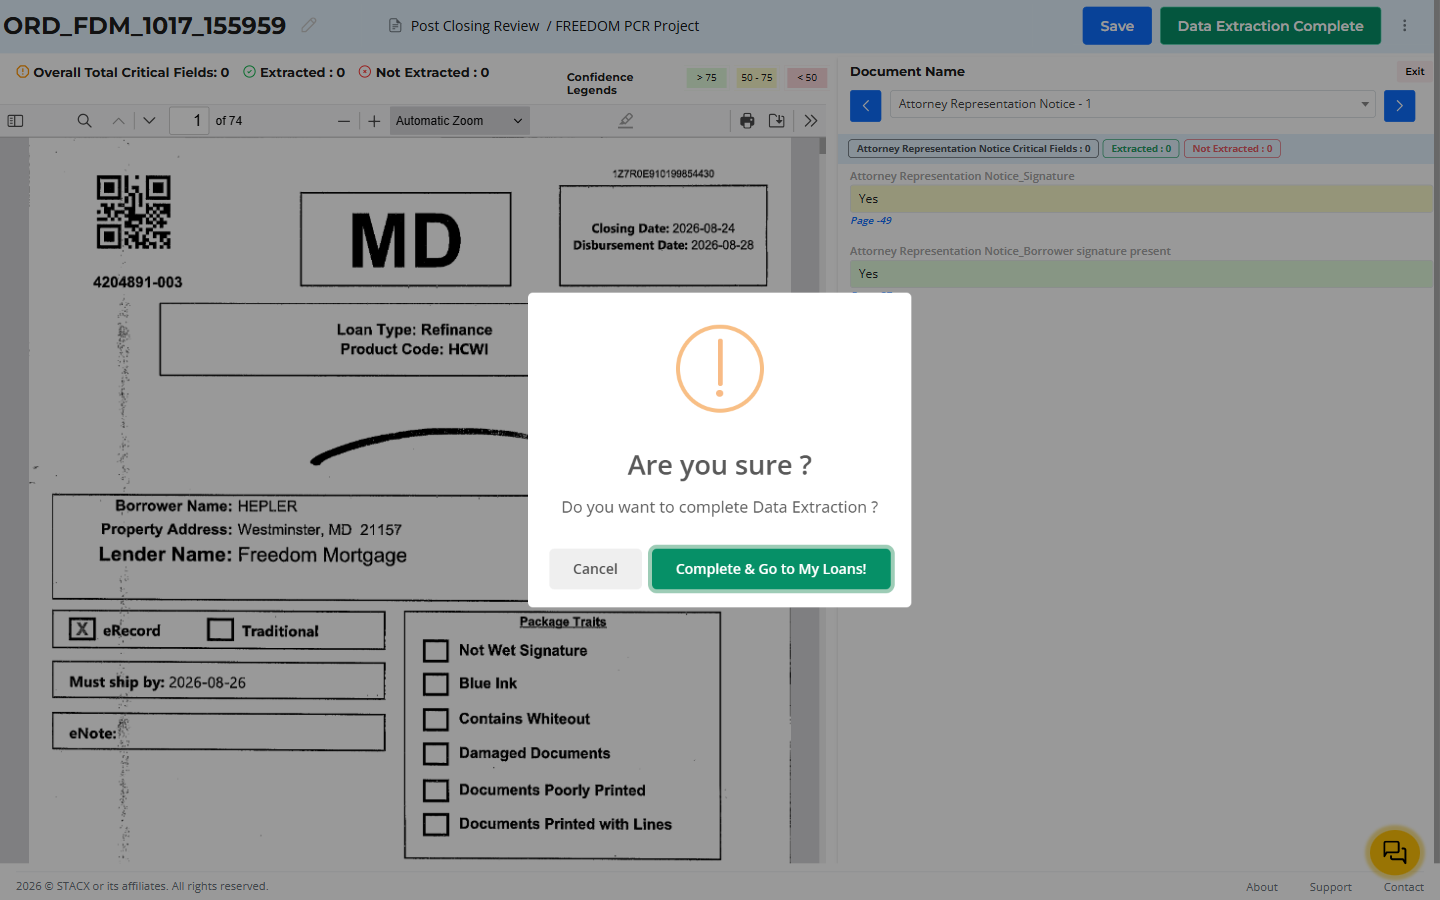 ORD_FDM_1017_155959
Post Closing Review / FREEDOM PCR Project
Save
Data Extraction Complete
Overall Total Critical Fields: 0
Extracted : 0
Not Extracted : 0
Confidence
Legends
> 75
50 - 75
< 50
Document Name
Exit
1 of 74
Automatic Zoom
Attorney Representation Notice - 1
Attorney Representation Notice Critical Fields : 0
Extracted : 0
Not Extracted : 0
Attorney Representation Notice_Signature
Yes
Page -49
Attorney Representation Notice_Borrower signature present
Yes
1Z7R0E910199854430
MD
Closing Date: 2026-08-24
Disbursement Date: 2026-08-28
4204891-003
Loan Type: Refinance
Product Code: HCWI
Borrower Name: HEPLER
Property Address: Westminster, MD 21157
Lender Name: Freedom Mortgage
X eRecord
Traditional
Must ship by: 2026-08-26
eNote:
Package Traits
Not Wet Signature
Blue Ink
Contains Whiteout
Damaged Documents
Documents Poorly Printed
Documents Printed with Lines
Are you sure ?
Do you want to complete Data Extraction ?
Cancel
Complete & Go to My Loans!
2026 © STACX or its affiliates. All rights reserved.
About
Support
Contact